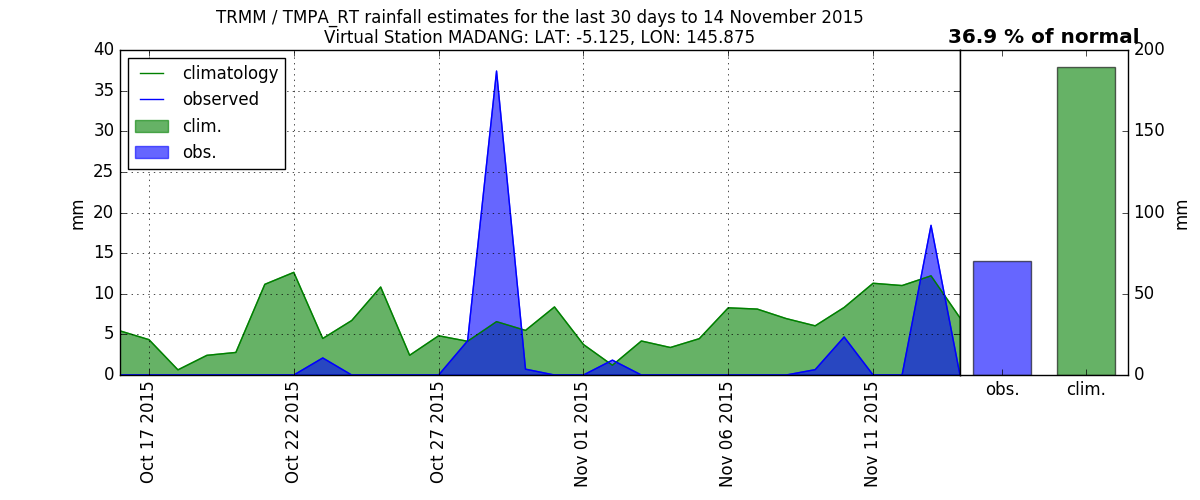 TRMM / TMPA_RT rainfall estimates for the last 30 days to 14 November 2015
Virtual Station MADANG: LAT: -5.125, LON: 145.875
36.9 % of normal
40
35
30
25
20
15
10
5
0
mm
climatology
observed
clim.
obs.
Oct 17 2015
Oct 22 2015
Oct 27 2015
Nov 01 2015
Nov 06 2015
Nov 11 2015
200
150
100
50
0
mm
obs.
clim.